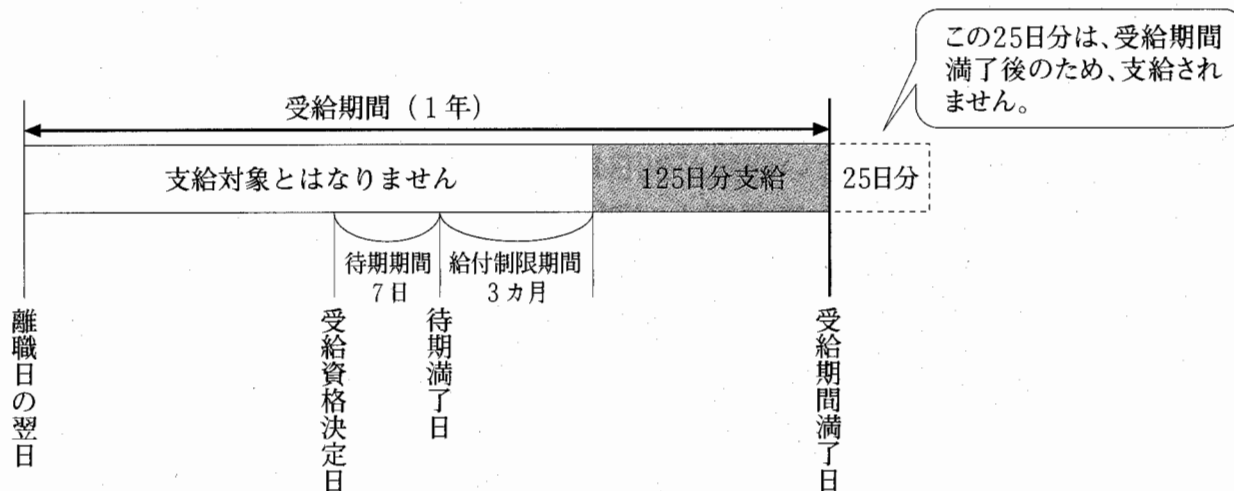 この25日分は、受給期間
満了後のため、支給され
ません。
受給期間（１年）
支給対象とはなりません
125日分支給
25日分
待期期間
７日
給付制限期間
３カ月
離職日の翌日
受給資格決定日
待期満了日
受給期間満了日